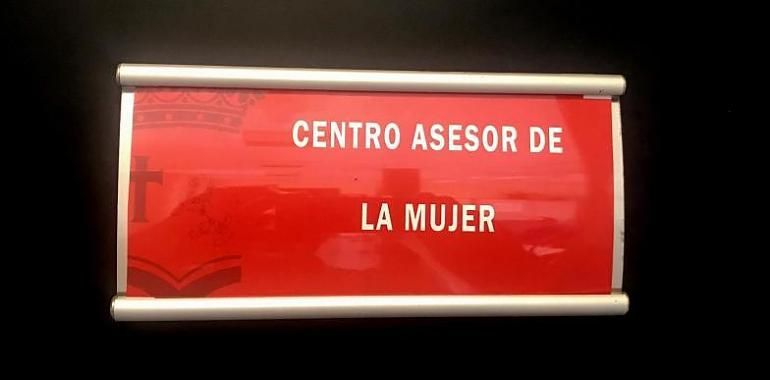 CENTRO ASESOR DE
LA MUJER